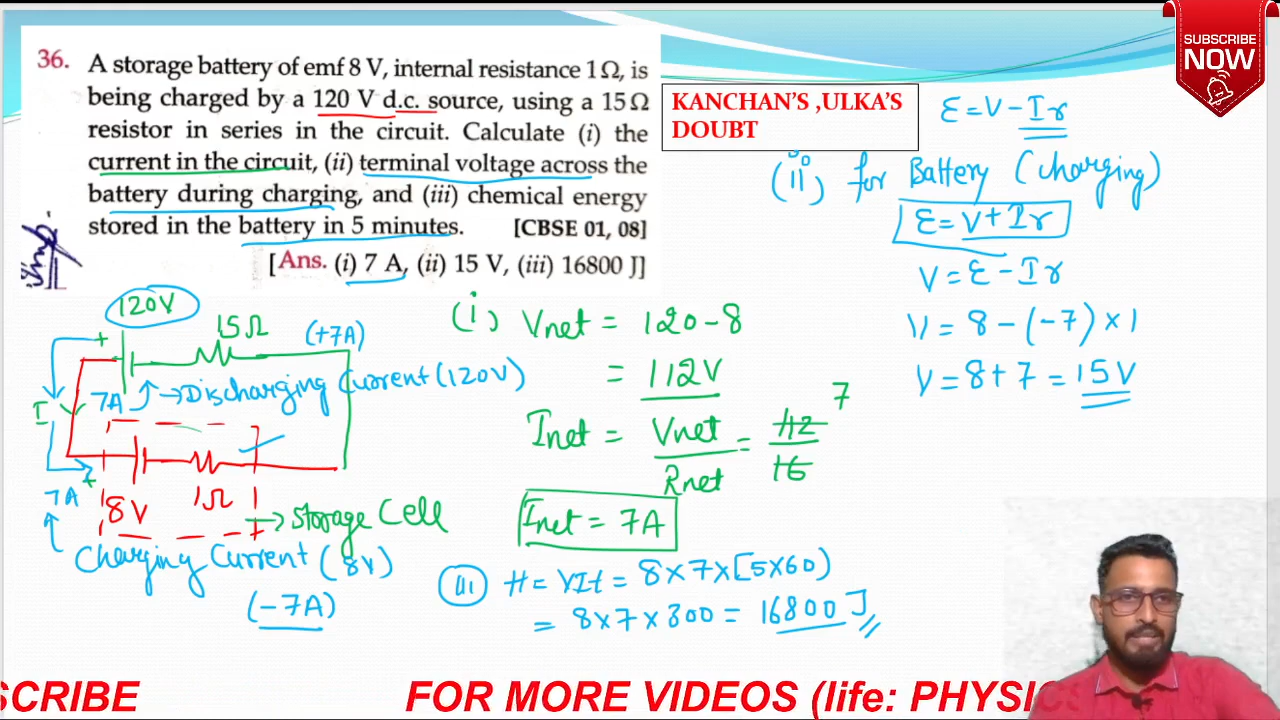 SUBSCRIBE
NOW
36. A storage battery of emf 8 V, internal resistance 1 Ω, is
being charged by a 120 V d.c. source, using a 15 Ω
resistor in series in the circuit. Calculate (i) the
current in the circuit, (ii) terminal voltage across the
battery during charging, and (iii) chemical energy
stored in the battery in 5 minutes. [CBSE 01, 08]
[Ans. (i) 7 A, (ii) 15 V, (iii) 16800 J]
KANCHAN'S ,ULKA'S
DOUBT
ε = V - Ir
(ii) for Battery (charging)
ε = V + Ir
V = ε - Ir
V = 8 - (-7) × 1
V = 8 + 7 = 15 V
120V
+
15Ω
(+7A)
I
7A → Discharging Current (120V)
7A
+
8V
1Ω
→ Storage Cell
Charging Current (8V)
(-7A)
(i) Vnet = 120 - 8
= 112V
Inet = Vnet / Rnet = 112 / 16 7
Inet = 7A
(iii) H = VIt = 8 × 7 × [5×60)
= 8 × 7 × 300 = 16800 J
SCRIBE
FOR MORE VIDEOS (life: PHYSICS